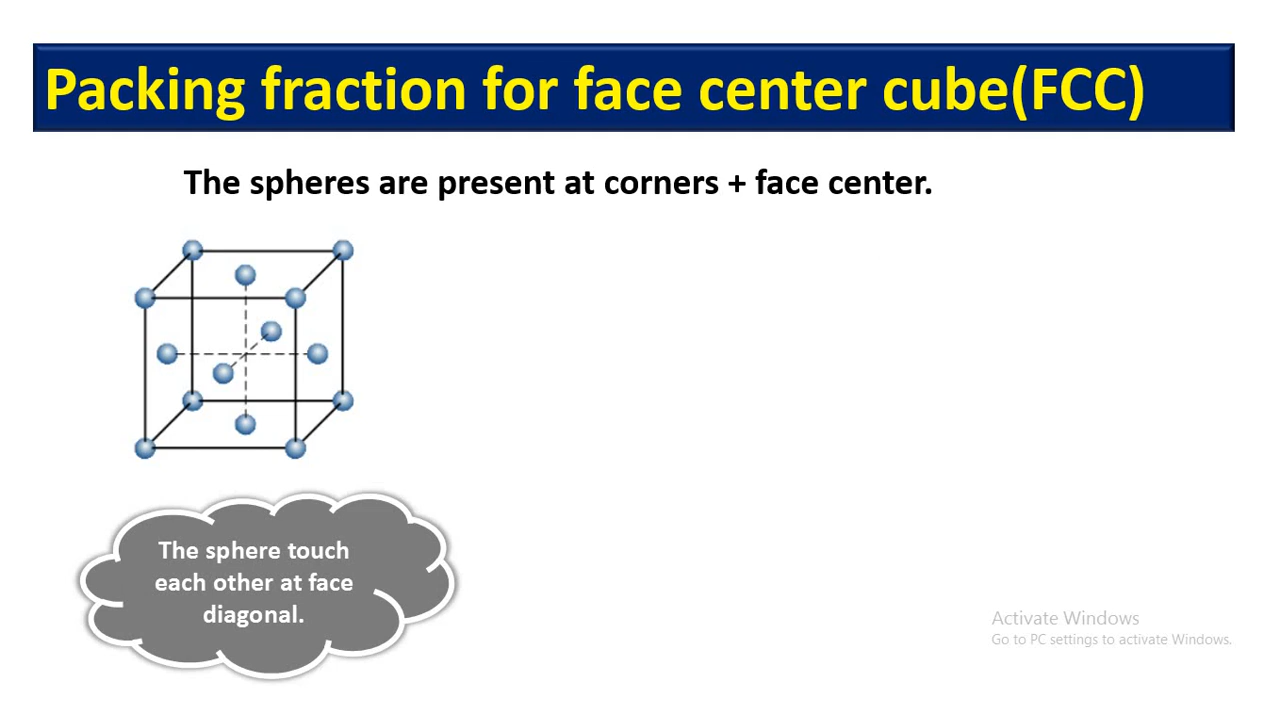 Packing fraction for face center cube(FCC)
The spheres are present at corners + face center.
The sphere touch
each other at face
diagonal.
Activate Windows
Go to PC settings to activate Windows.